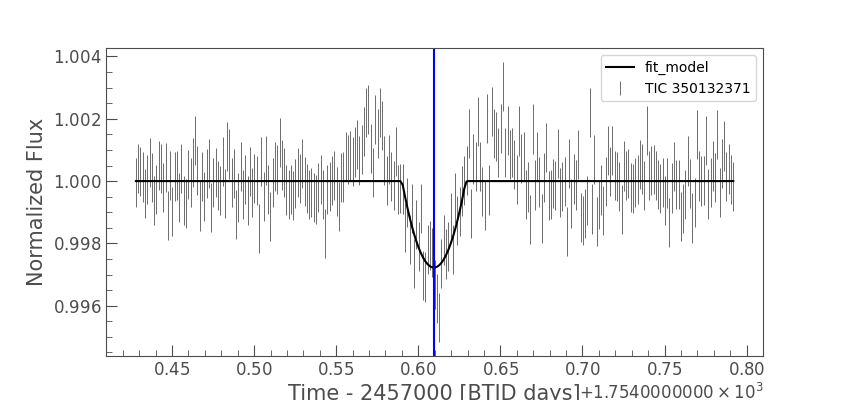 1.004
1.002
1.000
0.998
0.996
Normalized Flux
fit_model
TIC 350132371
0.45 0.50 0.55 0.60 0.65 0.70 0.75 0.80
Time - 2457000 [BTJD days]
+1.7540000000 × 10³